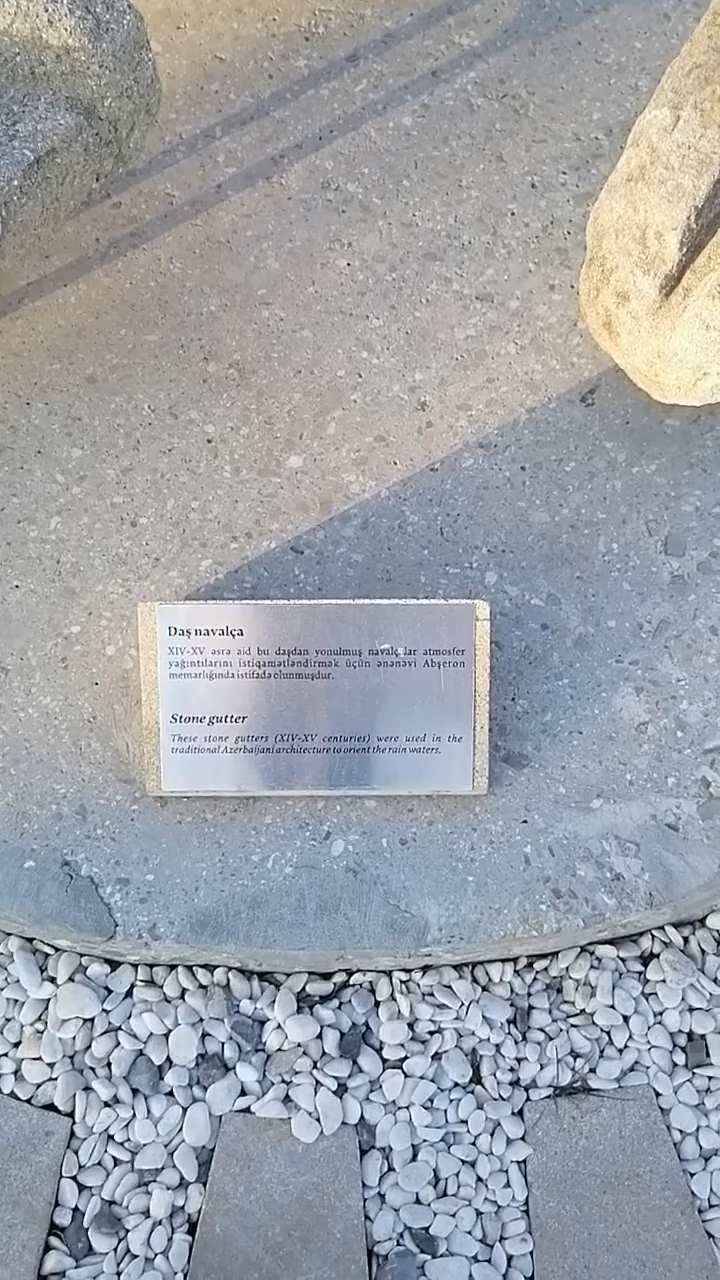 Daş navalça
XIV-XV əsrə aid bu daşdan yonulmuş navalçalar atmosfer
yağıntılarını istiqamətləndirmək üçün ənənəvi Abşeron
memarlığında istifadə olunmuşdur.
Stone gutter
These stone gutters (XIV-XV centuries) were used in the
traditional Azerbaijani architecture to orient the rain waters.